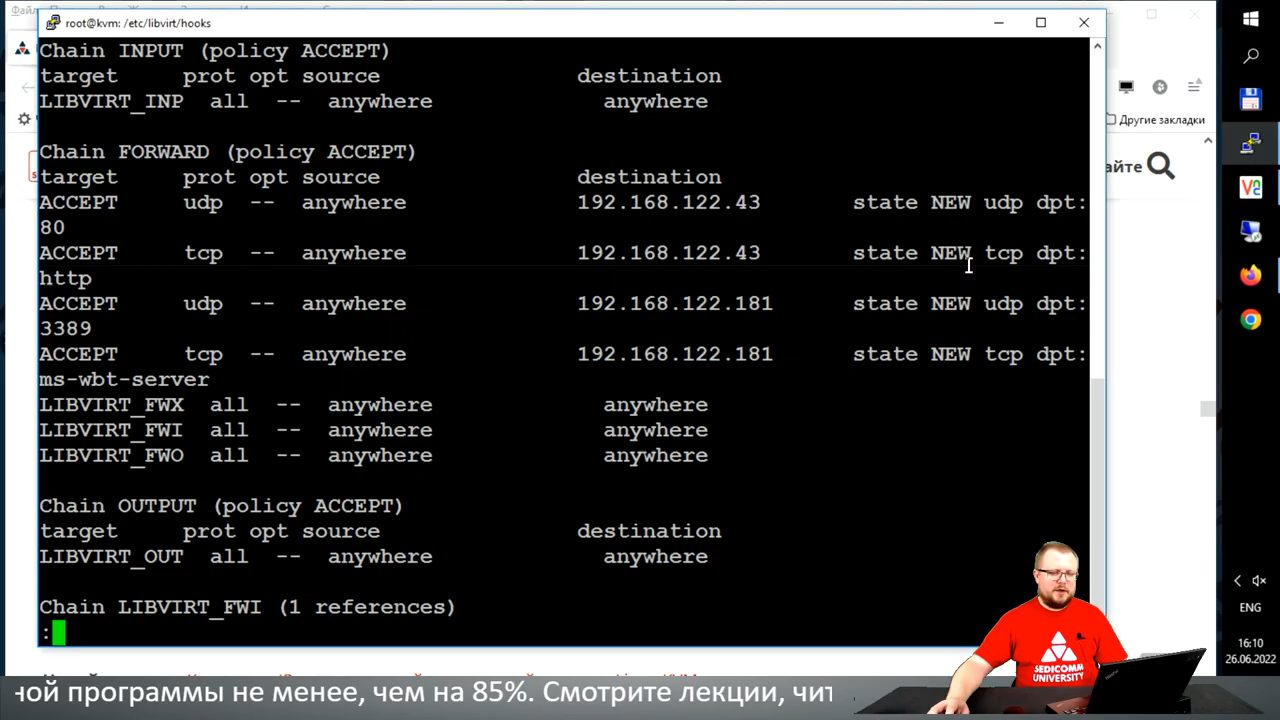 Файл
root@kvm: /etc/libvirt/hooks
Chain INPUT (policy ACCEPT)
target prot opt source destination
LIBVIRT_INP all -- anywhere anywhere
Chain FORWARD (policy ACCEPT)
target prot opt source destination
ACCEPT udp -- anywhere 192.168.122.43 state NEW udp dpt:
80
ACCEPT tcp -- anywhere 192.168.122.43 state NEW tcp dpt:
http
ACCEPT udp -- anywhere 192.168.122.181 state NEW udp dpt:
3389
ACCEPT tcp -- anywhere 192.168.122.181 state NEW tcp dpt:
ms-wbt-server
LIBVIRT_FWX all -- anywhere anywhere
LIBVIRT_FWI all -- anywhere anywhere
LIBVIRT_FWO all -- anywhere anywhere
Chain OUTPUT (policy ACCEPT)
target prot opt source destination
LIBVIRT_OUT all -- anywhere anywhere
Chain LIBVIRT_FWI (1 references)
:
Другие закладки
айте
ENG
16:10
26.06.2022
SEDICOMM
UNIVERSITY
ной программы не менее, чем на 85%. Смотрите лекции, чит